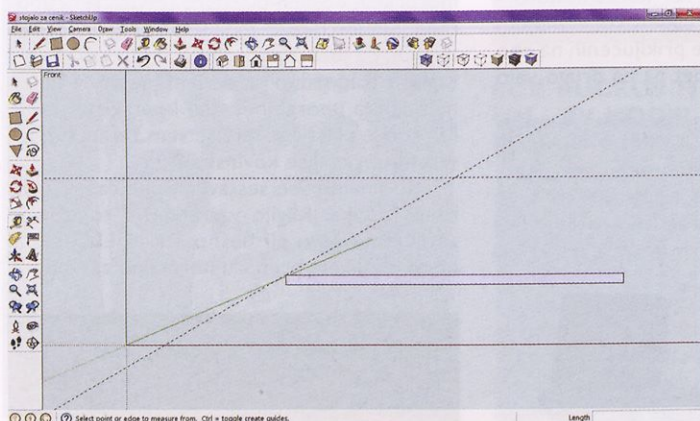 stojalo za cenik - SketchUp
File Edit View Camera Draw Tools Window Help
Front
Select point or edge to measure from. Ctrl = toggle create guides.
Length